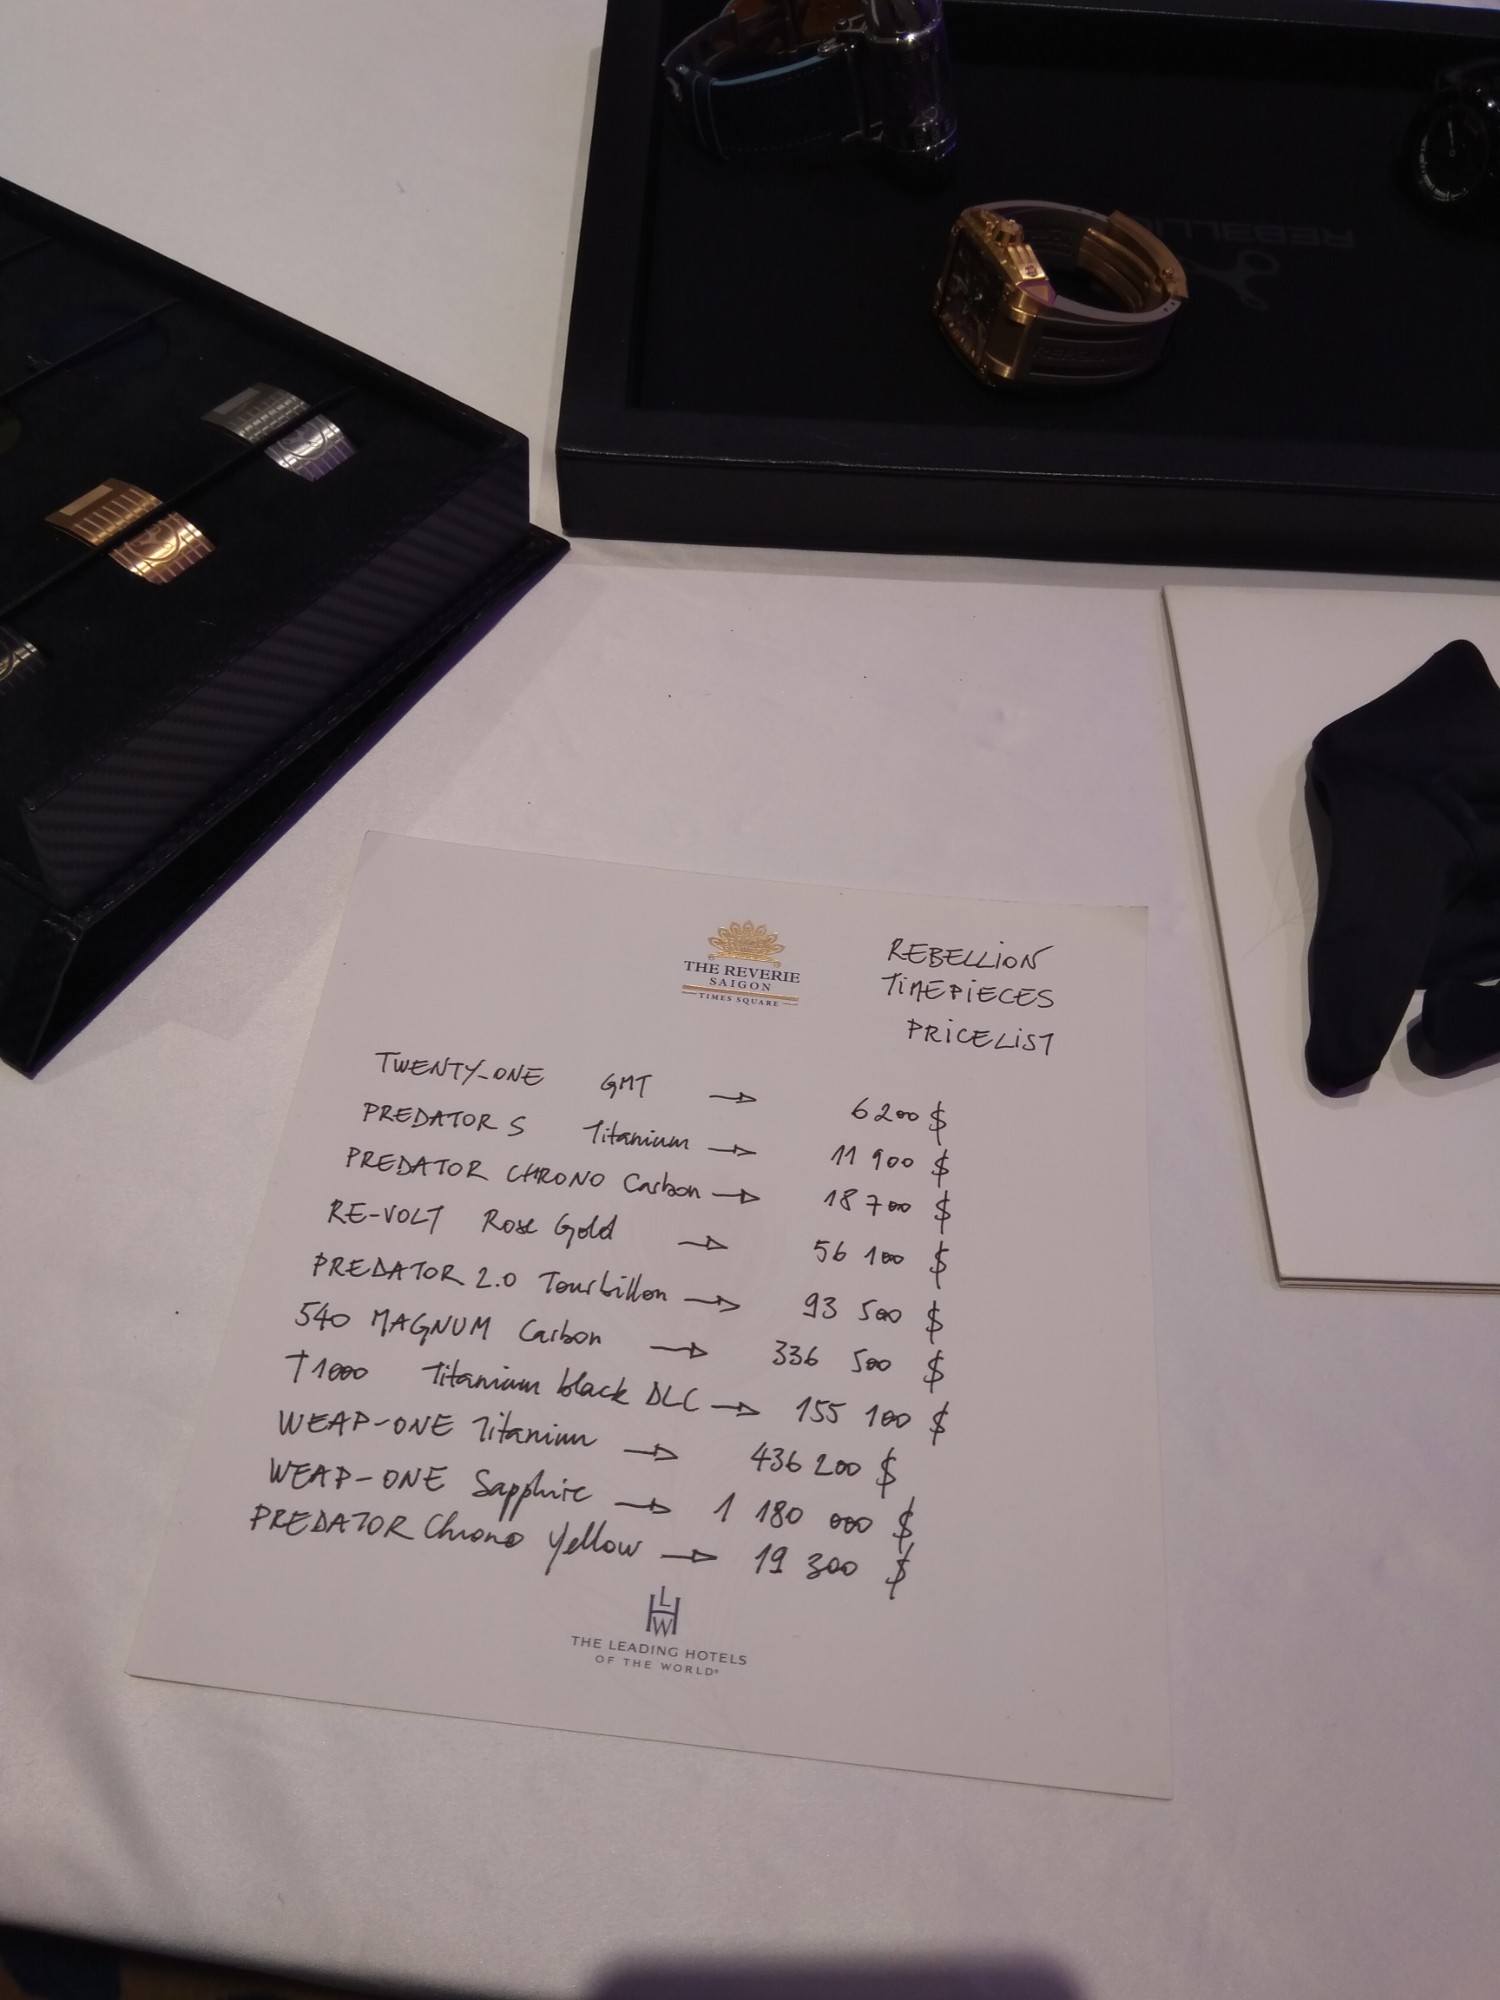 REBELLION
THE REVERIE
SAIGON
TIMES SQUARE
REBELLION
TIMEPIECES
PRICELIST
TWENTY_ONE GMT → 6 200 $
PREDATOR S Titanium → 11 900 $
PREDATOR CHRONO Carbon → 18 700 $
RE-VOLT Rose Gold → 56 100 $
PREDATOR 2.0 Tourbillon → 93 500 $
540 MAGNUM Carbon → 336 500 $
T1000 Titanium black DLC → 155 100 $
WEAP-ONE Titanium → 436 200 $
WEAP-ONE Sapphire → 1 180 000 $
PREDATOR Chrono Yellow → 19 300 $
LHW
THE LEADING HOTELS
OF THE WORLD®